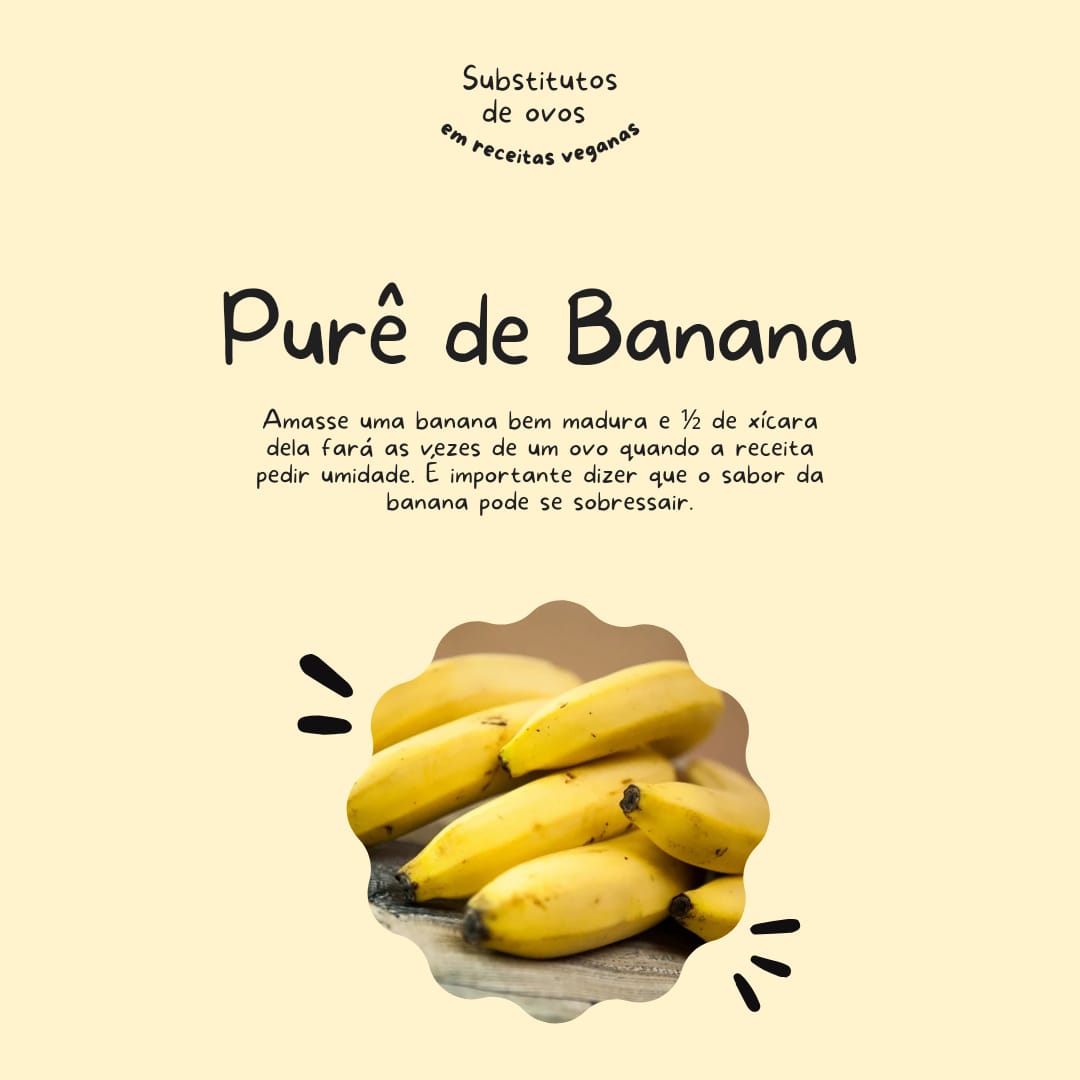 Substitutos
de ovos
em receitas veganas
Purê de Banana
Amasse uma banana bem madura e ½ de xícara
dela fará as vezes de um ovo quando a receita
pedir umidade. É importante dizer que o sabor da
banana pode se sobressair.